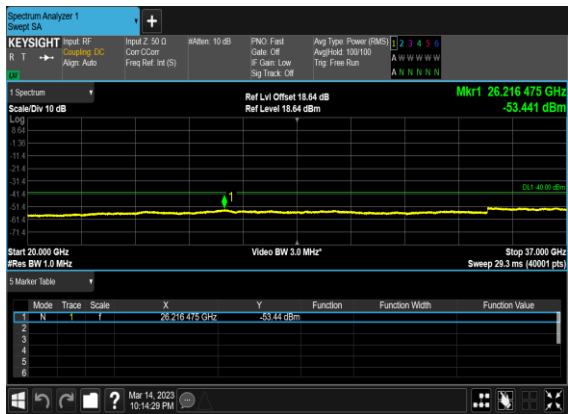 Spectrum Analyzer 1
Swept SA
KEYSIGHT Input: RF Input Z: 50 Ω #Atten: 10 dB PNO: Fast Avg Type: Power (RMS) 1 2 3 4 5 6
R T Coupling: DC Corr CCorr Gate: Off Avg|Hold: 100/100 A W W W W W
Align: Auto Freq Ref: Int (S) IF Gain: Low Trig: Free Run
Sig Track: Off A N N N N N
1 Spectrum
Ref Lvl Offset 18.64 dB Mkr1 26.216 475 GHz
Scale/Div 10 dB Ref Level 18.64 dBm -53.441 dBm
Log
8.64
-1.36
-11.4
-21.4
-31.4
DL1 -40.00 dBm
-41.4
1
-51.4
-61.4
-71.4
Start 20.000 GHz Video BW 3.0 MHz* Stop 37.000 GHz
#Res BW 1.0 MHz Sweep 29.3 ms (40001 pts)
5 Marker Table
Mode Trace Scale X Y Function Function Width Function Value
1 N 1 f 26.216 475 GHz -53.44 dBm
2
3
4
5
6
Mar 14, 2023
10:14:29 PM